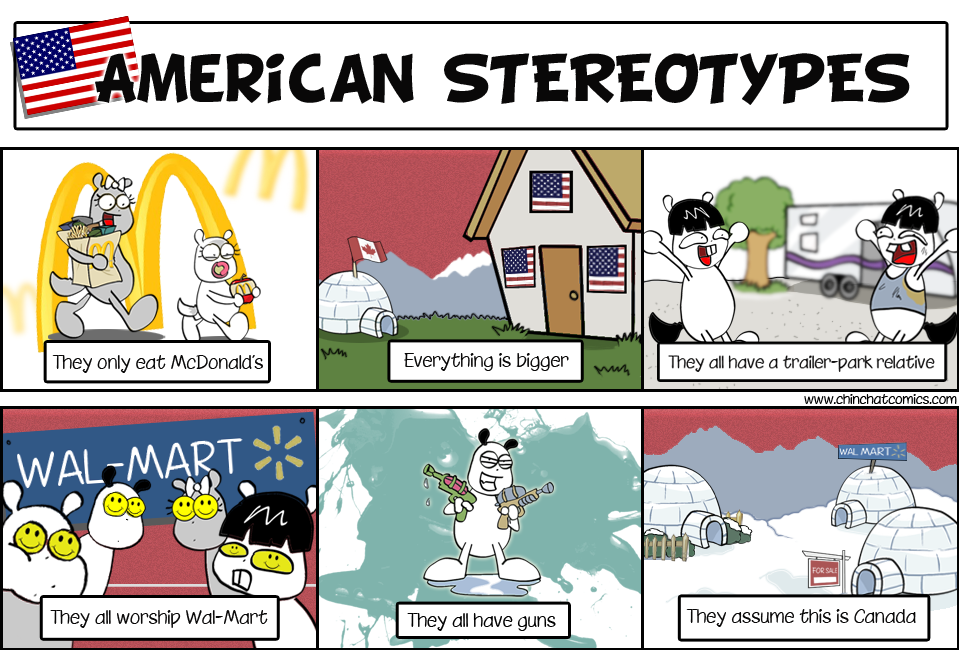 AMERICAN STEREOTYPES
They only eat McDonald's
Everything is bigger
They all have a trailer-park relative
www.chinchatcomics.com
WAL-MART
They all worship Wal-Mart
They all have guns
WAL MART
FOR SALE
They assume this is Canada